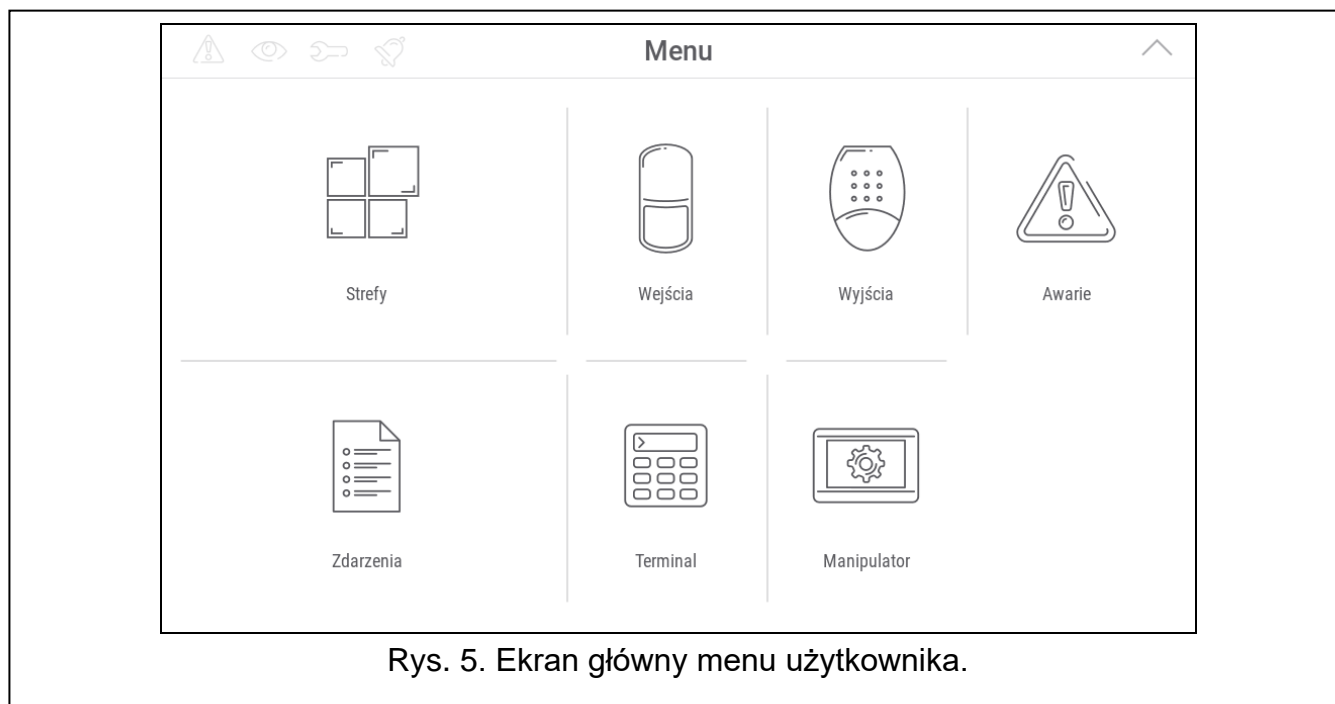 Menu
Strefy
Wejścia
Wyjścia
Awarie
Zdarzenia
Terminal
Manipulator
Rys. 5. Ekran główny menu użytkownika.